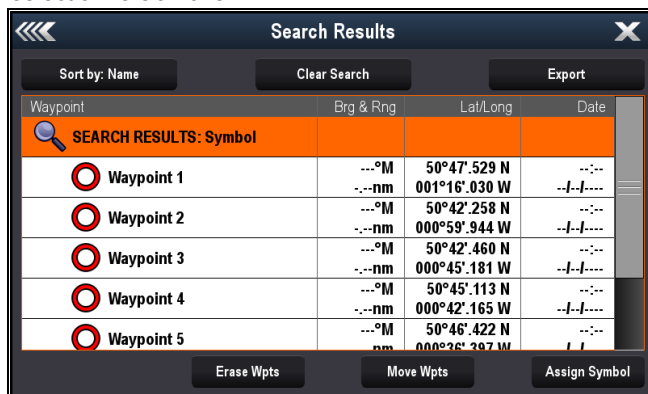 Search Results
Sort by: Name Clear Search Export
Waypoint Brg & Rng Lat/Long Date
SEARCH RESULTS: Symbol
Waypoint 1 ---°M 50°47'.529 N --:--
-.--nm 001°16'.030 W --/--/----
Waypoint 2 ---°M 50°42'.258 N --:--
-.--nm 000°59'.944 W --/--/----
Waypoint 3 ---°M 50°42'.460 N --:--
-.--nm 000°45'.181 W --/--/----
Waypoint 4 ---°M 50°45'.113 N --:--
-.--nm 000°42'.165 W --/--/----
Waypoint 5 ---°M 50°46'.422 N --:--
000°36'.397 W
Erase Wpts Move Wpts Assign Symbol